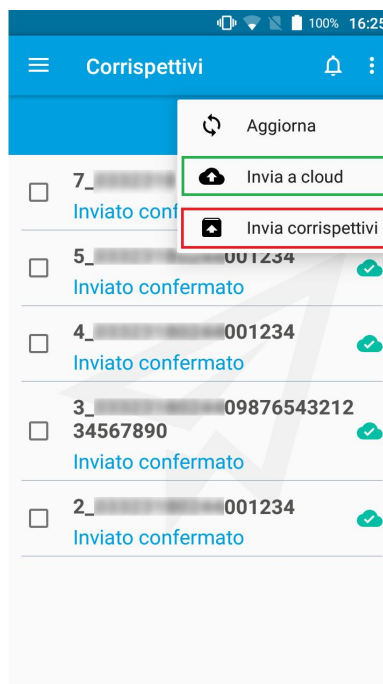 100% 16:25
Corrispettivi
Aggiorna
Invia a cloud
Invia corrispettivi
7_
Inviato conf
5_ 001234
Inviato confermato
4_ 001234
Inviato confermato
3_ 09876543212
34567890
Inviato confermato
2_ 001234
Inviato confermato